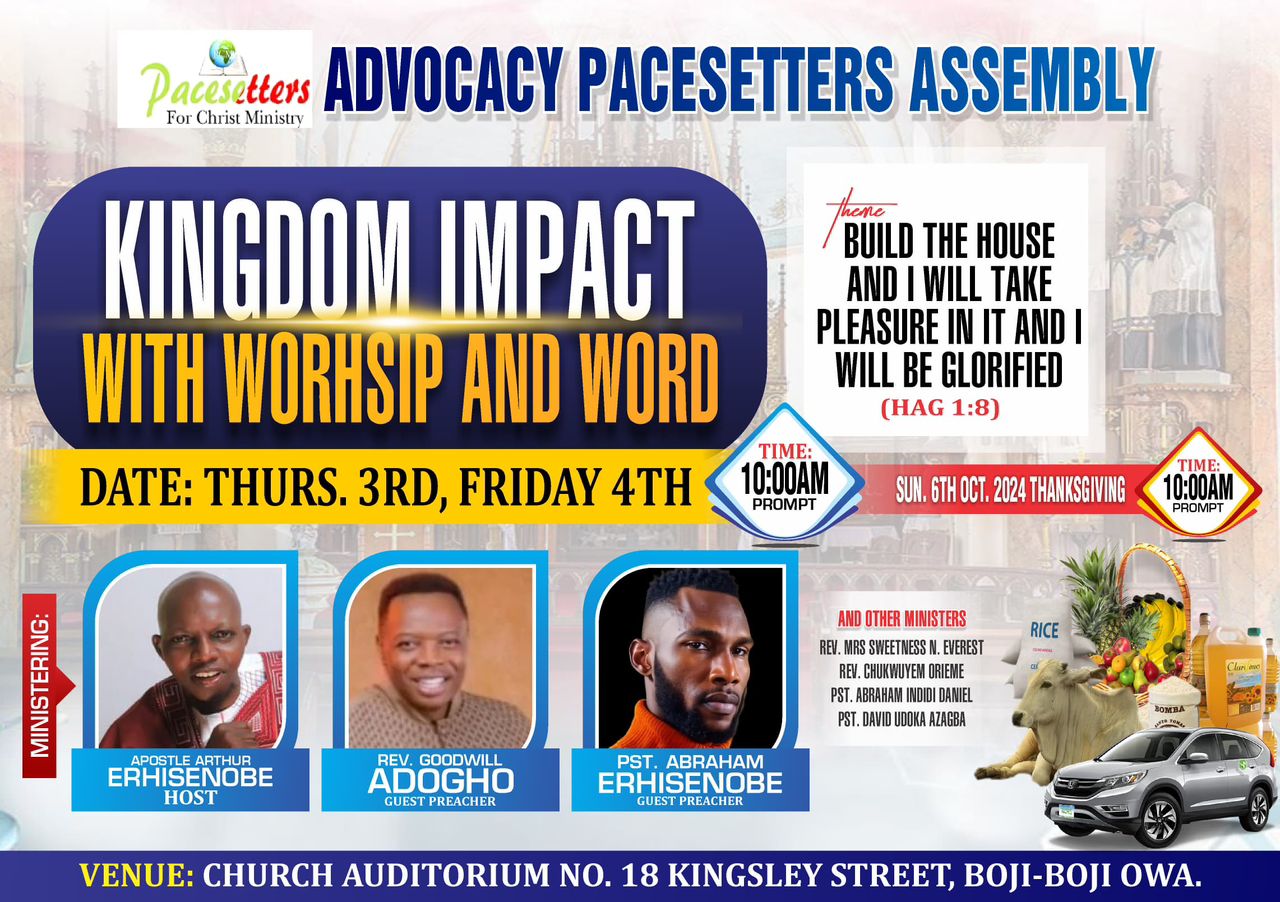 Pacesetters
For Christ Ministry
ADVOCACY PACESETTERS ASSEMBLY
KINGDOM IMPACT
WITH WORHSIP AND WORD
theme
BUILD THE HOUSE
AND I WILL TAKE
PLEASURE IN IT AND I
WILL BE GLORIFIED
(HAG 1:8)
DATE: THURS. 3RD, FRIDAY 4TH
TIME:
10:00AM
PROMPT
SUN. 6TH OCT. 2024 THANKSGIVING
TIME:
10:00AM
PROMPT
MINISTERING:
APOSTLE ARTHUR
ERHISENOBE
HOST
REV. GOODWILL
ADOGHO
GUEST PREACHER
PST. ABRAHAM
ERHISENOBE
GUEST PREACHER
AND OTHER MINISTERS
REV. MRS SWEETNESS N. EVEREST
REV. CHUKWUYEM ORIEME
PST. ABRAHAM INDIDI DANIEL
PST. DAVID UDOKA AZAGBA
RICE
BOMBA
VENUE: CHURCH AUDITORIUM NO. 18 KINGSLEY STREET, BOJI-BOJI OWA.